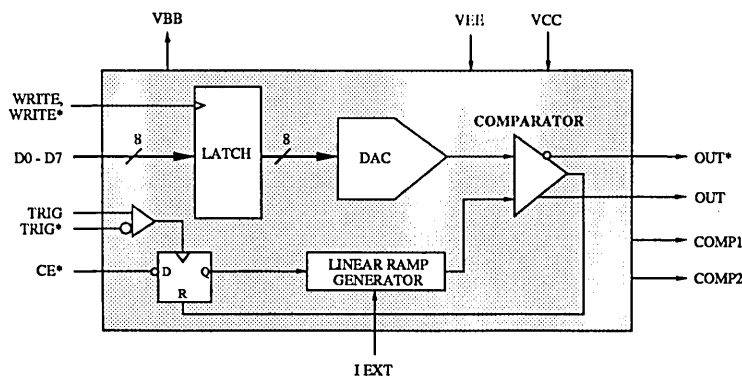 VBB
VEE
VCC
WRITE,
WRITE*
COMPARATOR
8
8
D0 - D7
LATCH
DAC
OUT*
OUT
TRIG
TRIG*
COMP1
CE*
D
Q
R
LINEAR RAMP
GENERATOR
COMP2
I EXT